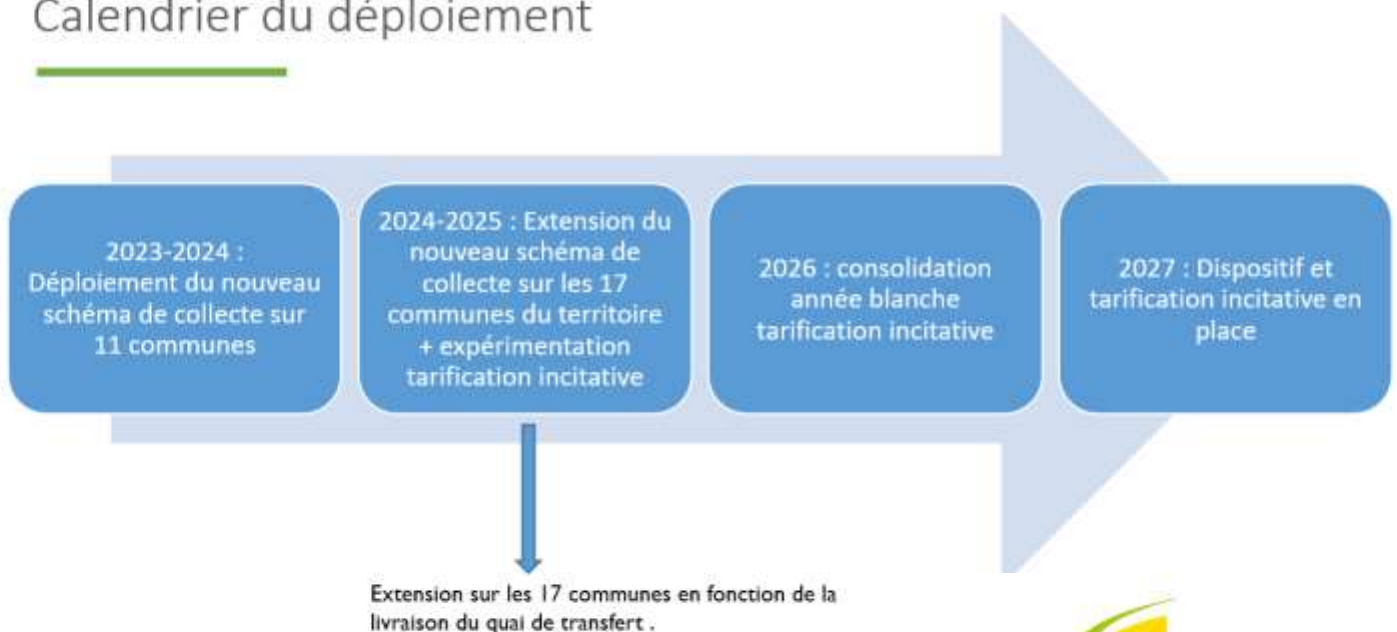 Calendrier du déploiement
2023-2024 :
Déploiement du nouveau
schéma de collecte sur
11 communes
2024-2025 : Extension du
nouveau schéma de
collecte sur les 17
communes du territoire
+ expérimentation
tarification incitative
2026 : consolidation
année blanche
tarification incitative
2027 : Dispositif et
tarification incitative en
place
Extension sur les 17 communes en fonction de la
livraison du quai de transfert .